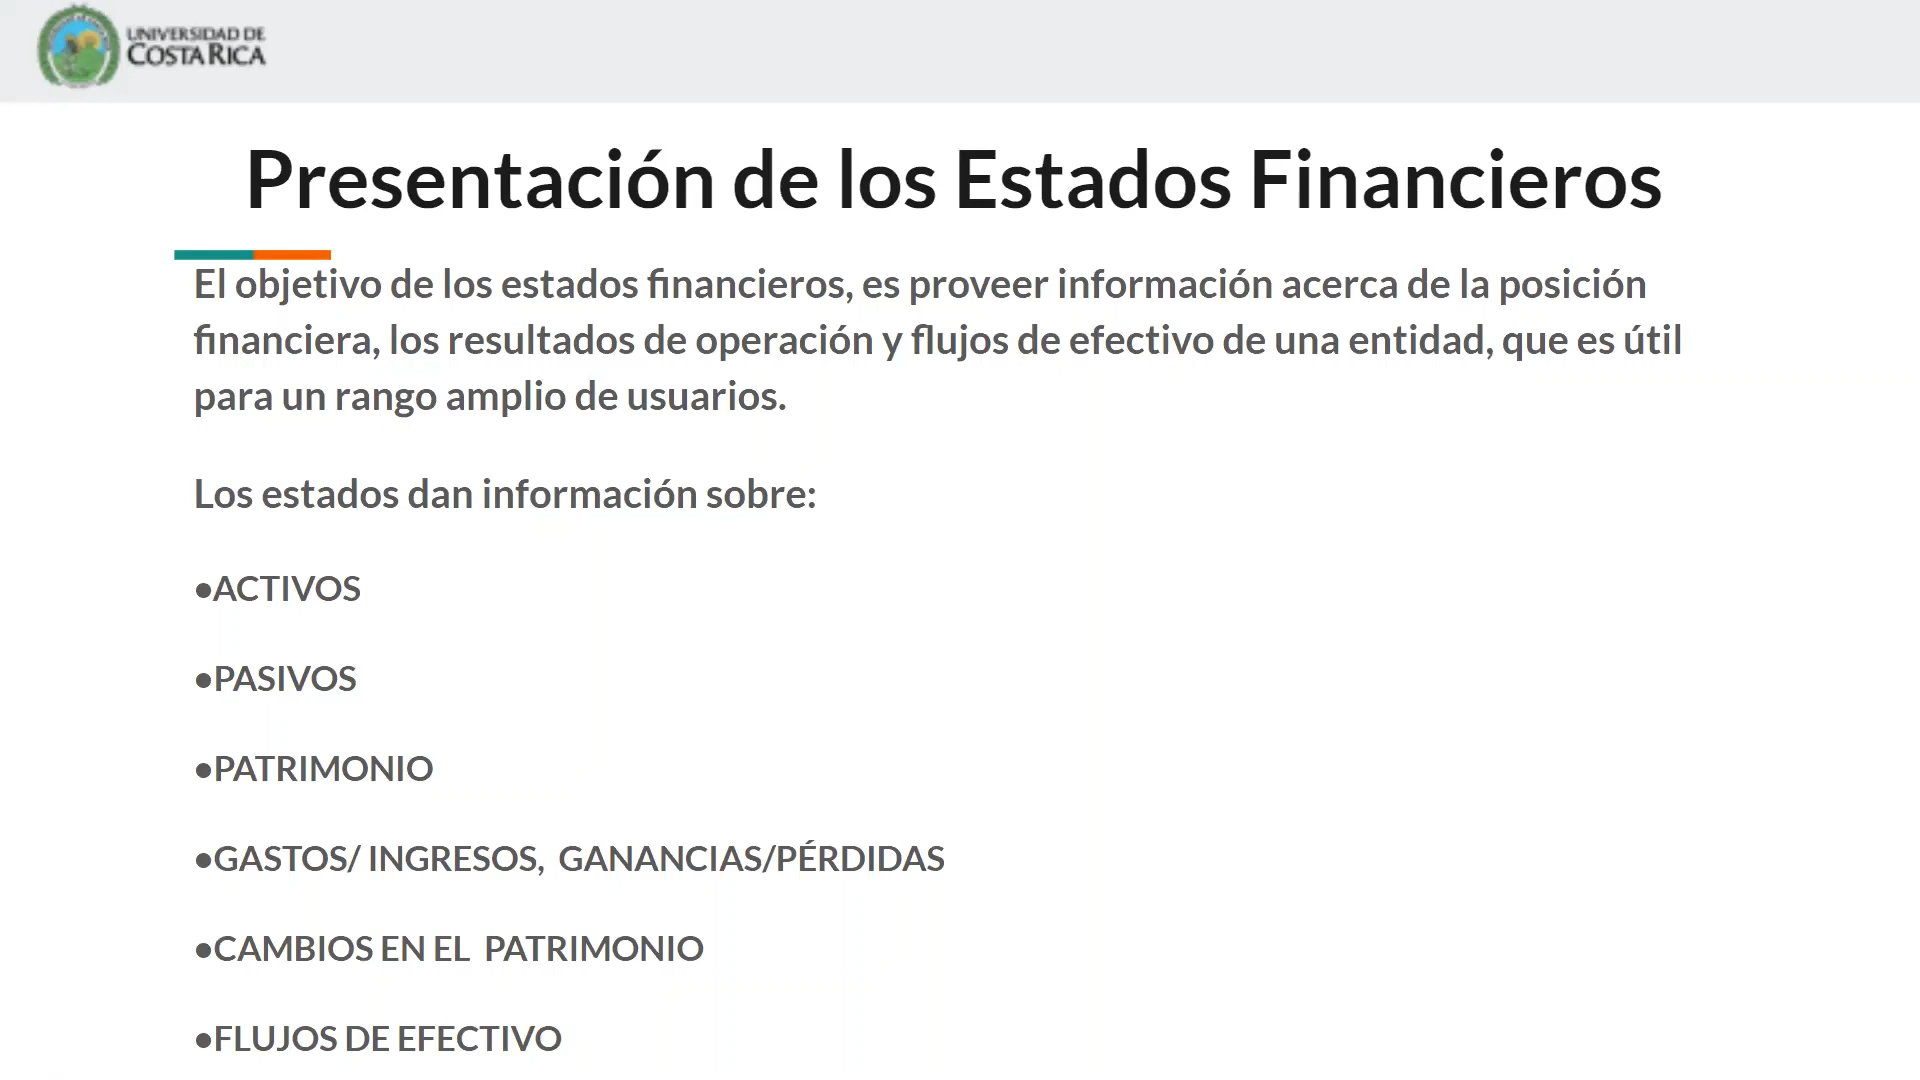 UNIVERSIDAD DE
COSTA RICA
Presentación de los Estados Financieros
El objetivo de los estados financieros, es proveer información acerca de la posición
financiera, los resultados de operación y flujos de efectivo de una entidad, que es útil
para un rango amplio de usuarios.
Los estados dan información sobre:
●ACTIVOS
●PASIVOS
●PATRIMONIO
●GASTOS/ INGRESOS,  GANANCIAS/PÉRDIDAS
●CAMBIOS EN EL  PATRIMONIO
●FLUJOS DE EFECTIVO